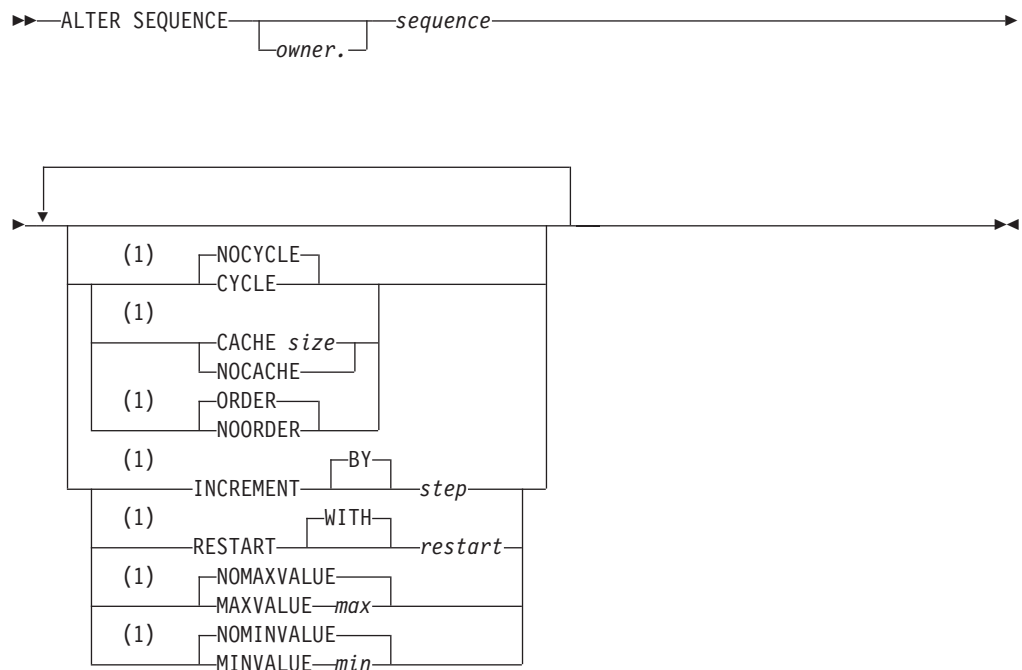 ALTER SEQUENCE sequence
owner.
(1) NOCYCLE
CYCLE
(1)
CACHE size
NOCACHE
(1) ORDER
NOORDER
(1) BY
INCREMENT step
(1) WITH
RESTART restart
(1) NOMAXVALUE
MAXVALUE max
(1) NOMINVALUE
MINVALUE min